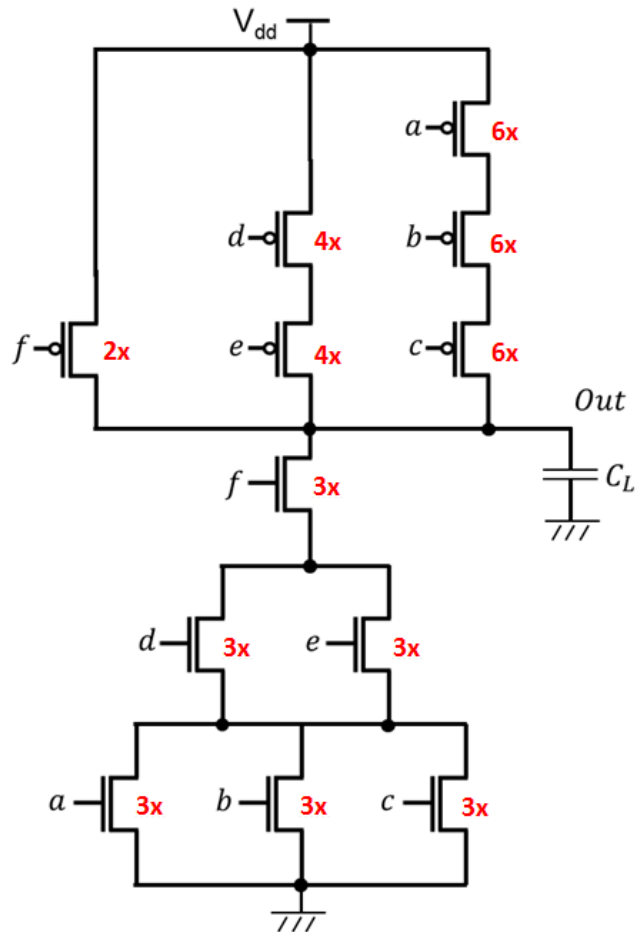 Vdd
a 6x
d 4x b 6x
f 2x e 4x c 6x
Out
f 3x CL
d 3x e 3x
a 3x b 3x c 3x